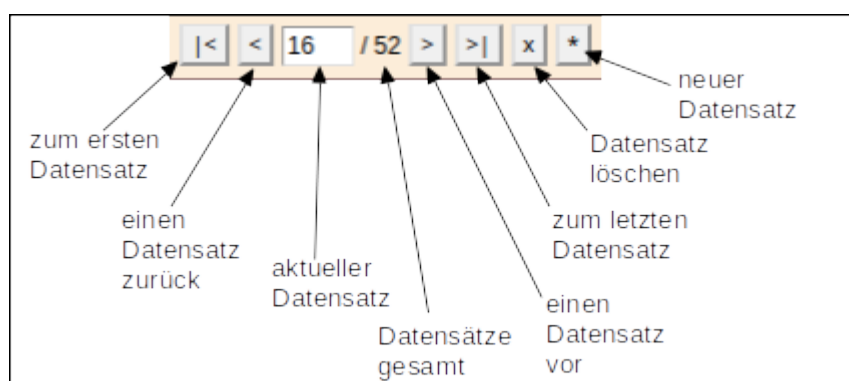 |< < 16 / 52 > >| x *
neuer
Datensatz
zum ersten
Datensatz
Datensatz
löschen
einen
Datensatz
zurück
zum letzten
Datensatz
aktueller
Datensatz
einen
Datensatz
vor
Datensätze
gesamt